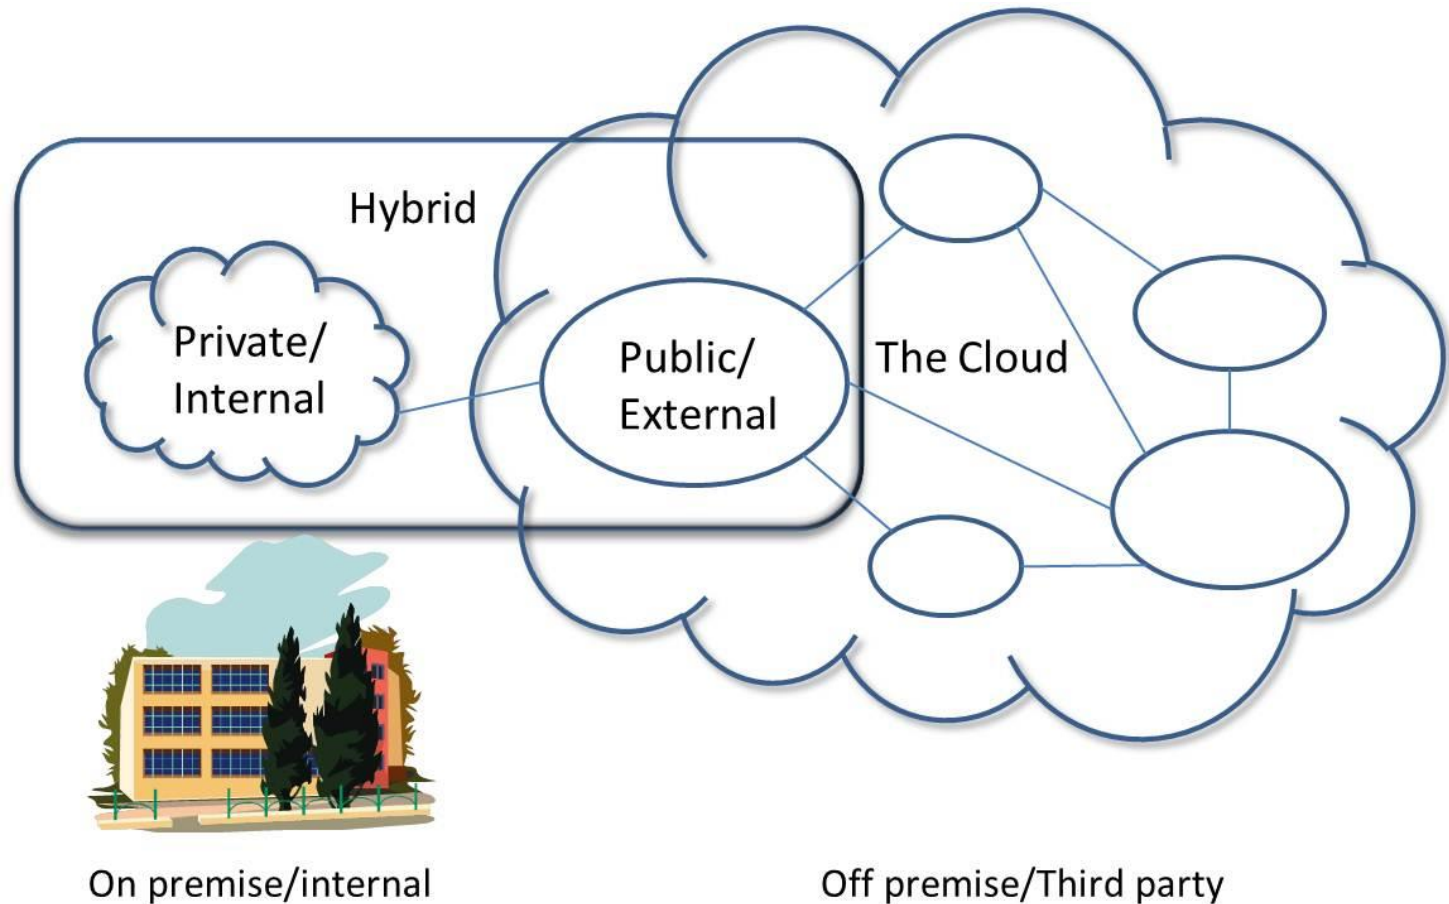 Hybrid
Private/
Internal
Public/
External
The Cloud
On premise/internal
Off premise/Third party